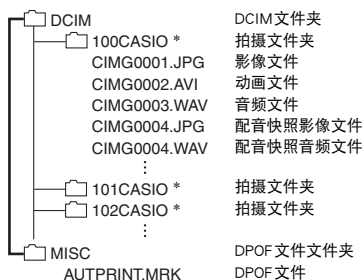 DCIM DCIM文件夹
100CASIO * 拍摄文件夹
CIMG0001.JPG 影像文件
CIMG0002.AVI 动画文件
CIMG0003.WAV 音频文件
CIMG0004.JPG 配音快照影像文件
CIMG0004.WAV 配音快照音频文件
⋮
101CASIO * 拍摄文件夹
102CASIO * 拍摄文件夹
⋮
MISC DPOF文件文件夹
AUTPRINT.MRK DPOF文件